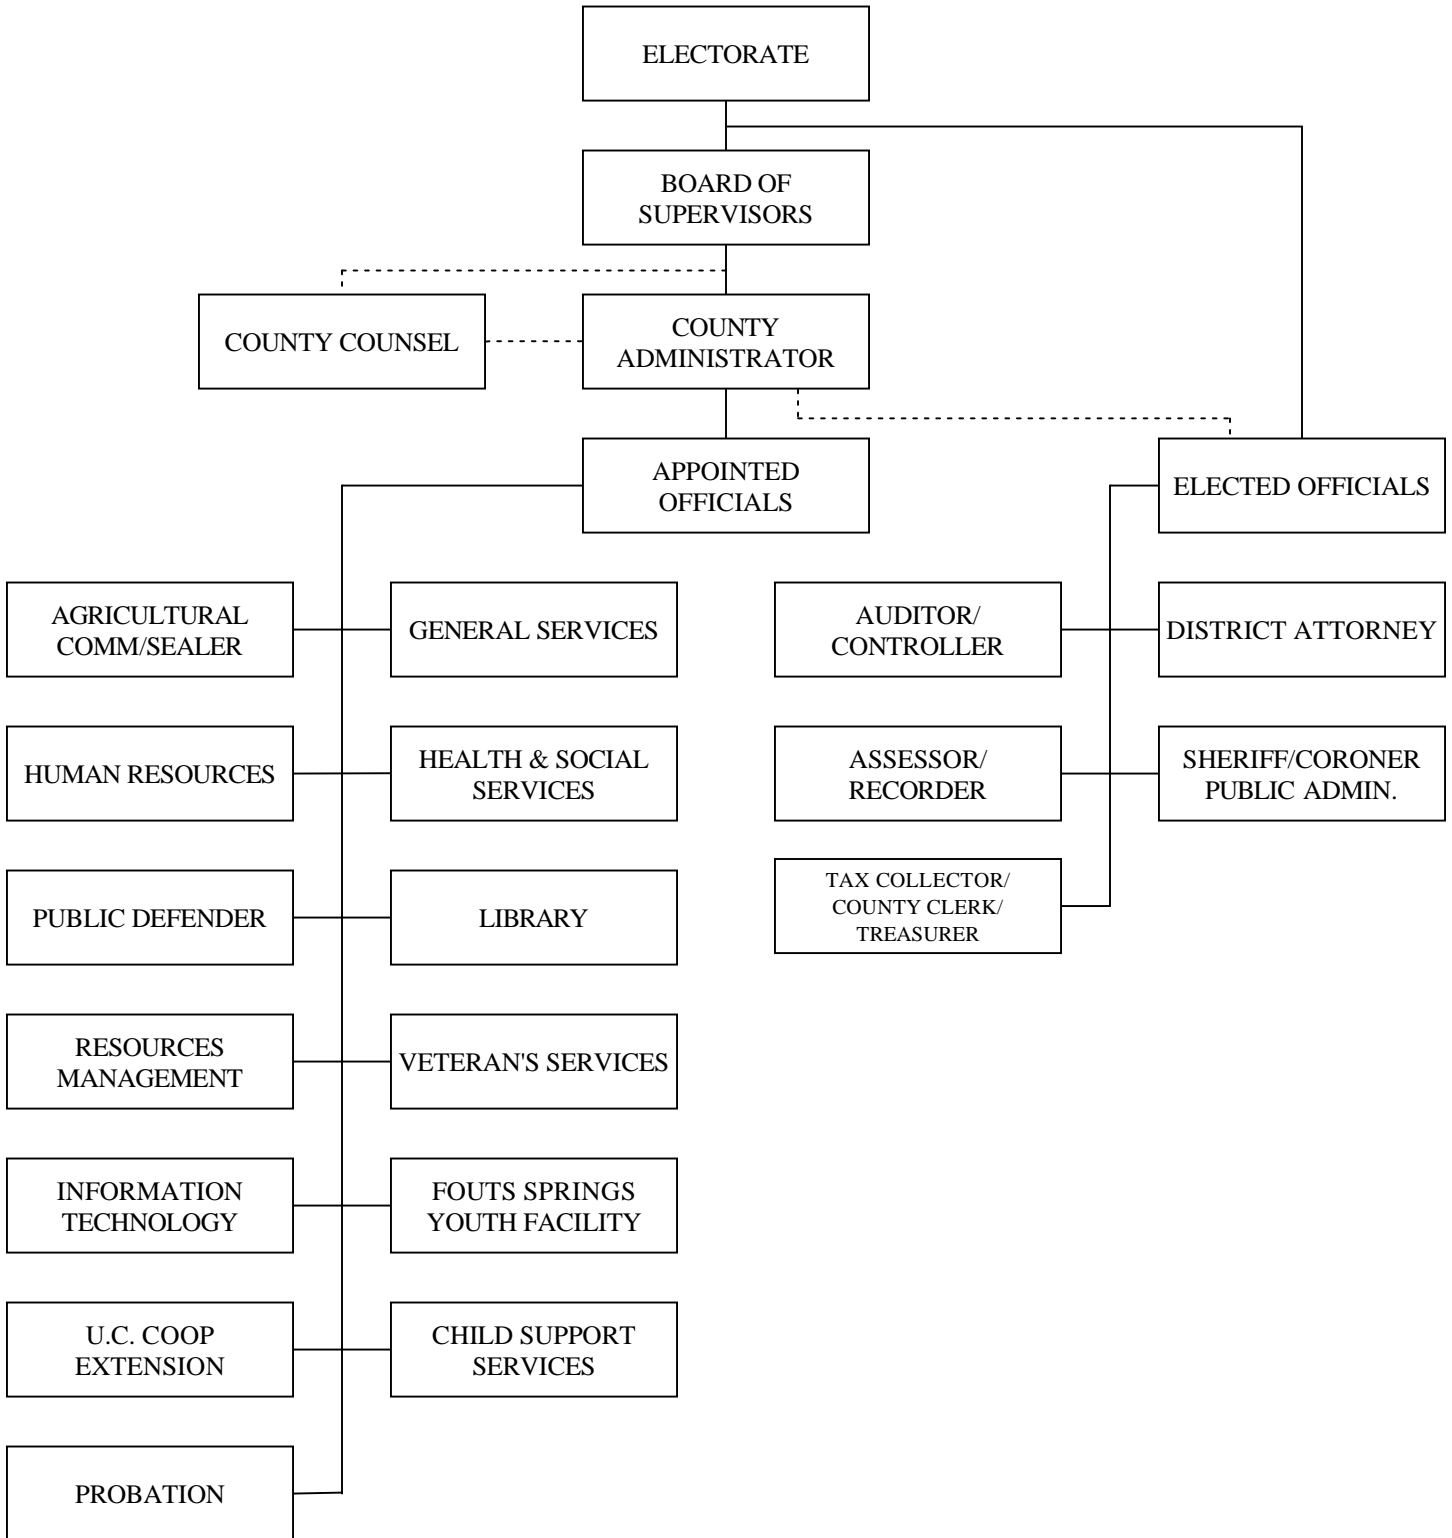 ELECTORATE
BOARD OF
SUPERVISORS
COUNTY COUNSEL
COUNTY
ADMINISTRATOR
APPOINTED
OFFICIALS
ELECTED OFFICIALS
AGRICULTURAL
COMM/SEALER
GENERAL SERVICES
AUDITOR/
CONTROLLER
DISTRICT ATTORNEY
HUMAN RESOURCES
HEALTH & SOCIAL
SERVICES
ASSESSOR/
RECORDER
SHERIFF/CORONER
PUBLIC ADMIN.
PUBLIC DEFENDER
LIBRARY
TAX COLLECTOR/
COUNTY CLERK/
TREASURER
RESOURCES
MANAGEMENT
VETERAN'S SERVICES
INFORMATION
TECHNOLOGY
FOUTS SPRINGS
YOUTH FACILITY
U.C. COOP
EXTENSION
CHILD SUPPORT
SERVICES
PROBATION